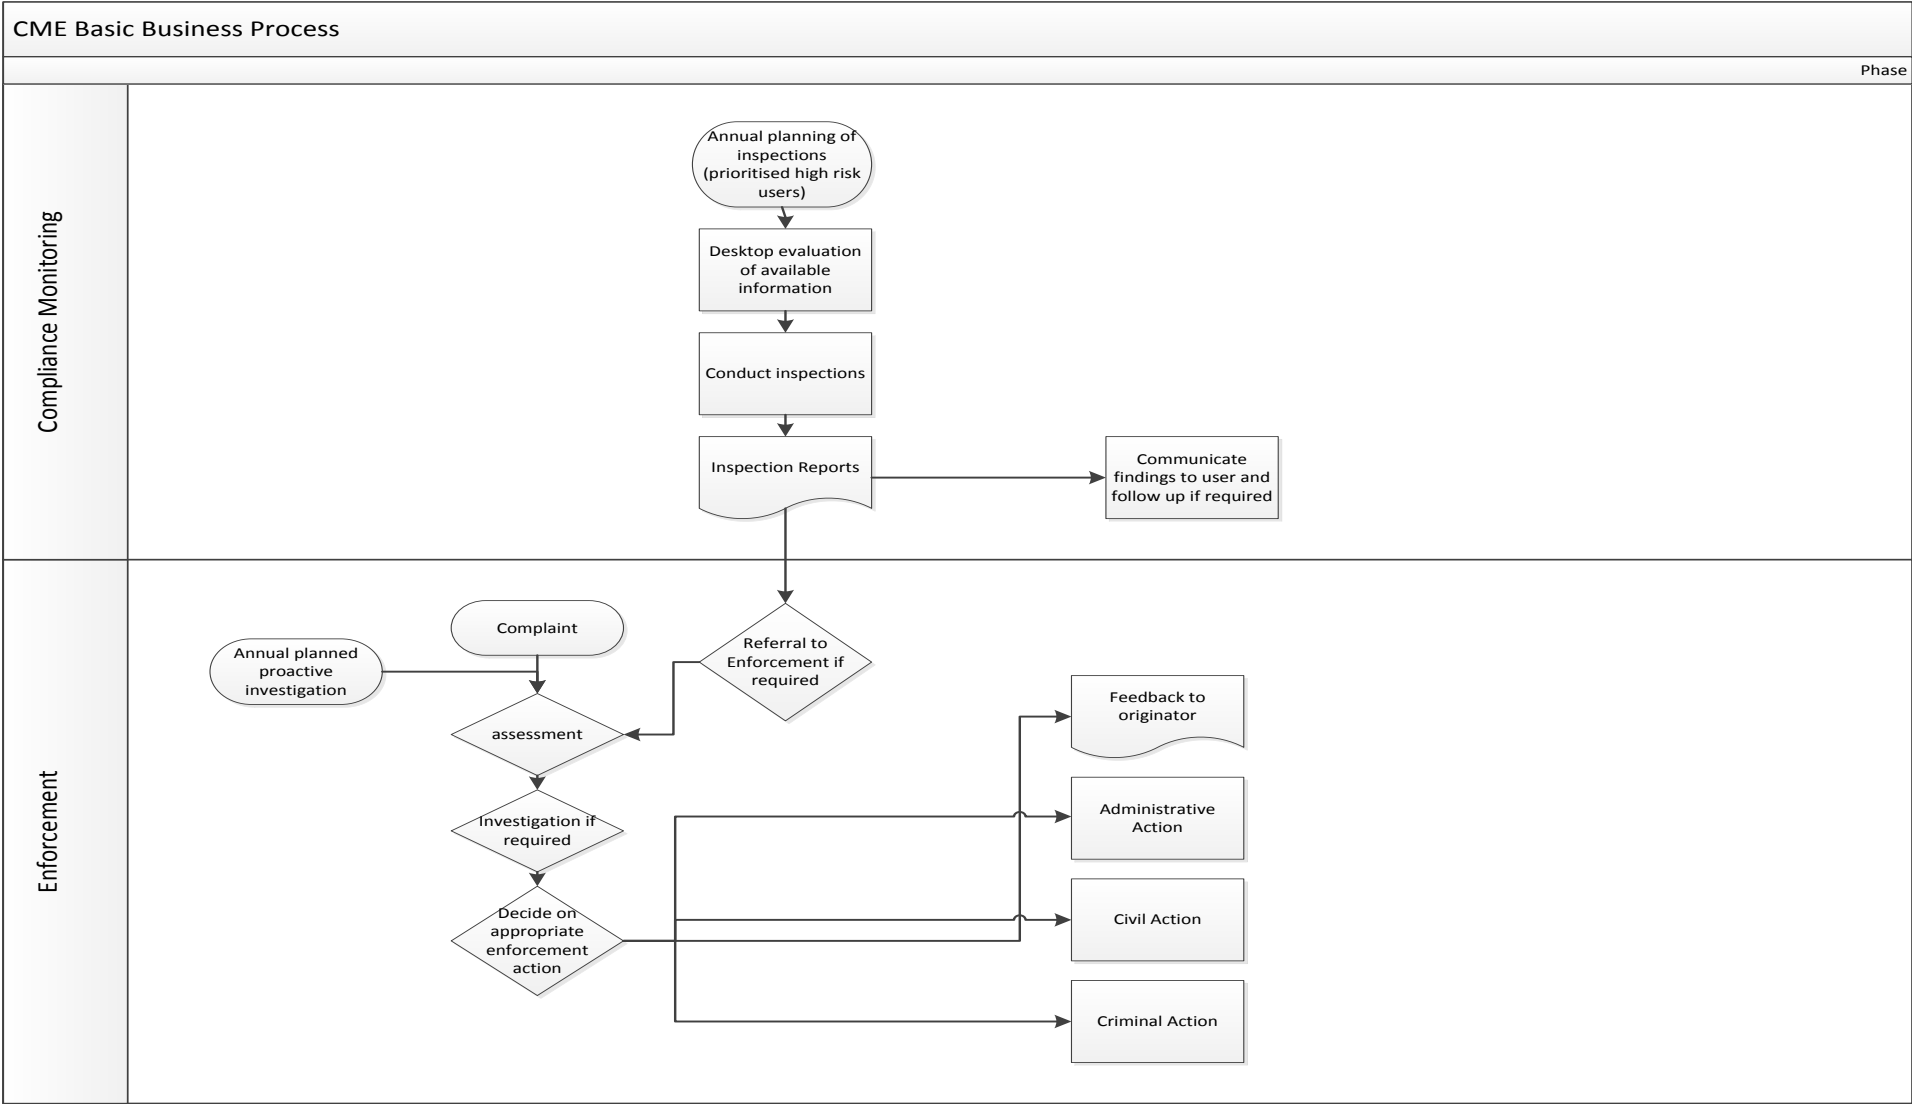 CME Basic Business Process
Phase
Compliance Monitoring
Annual planning of
inspections
(prioritised high risk
users)
Desktop evaluation
of available
information
Conduct inspections
Inspection Reports
Communicate
findings to user and
follow up if required
Enforcement
Complaint
Annual planned
proactive
investigation
Referral to
Enforcement if
required
assessment
Investigation if
required
Decide on
appropriate
enforcement
action
Feedback to
originator
Administrative
Action
Civil Action
Criminal Action